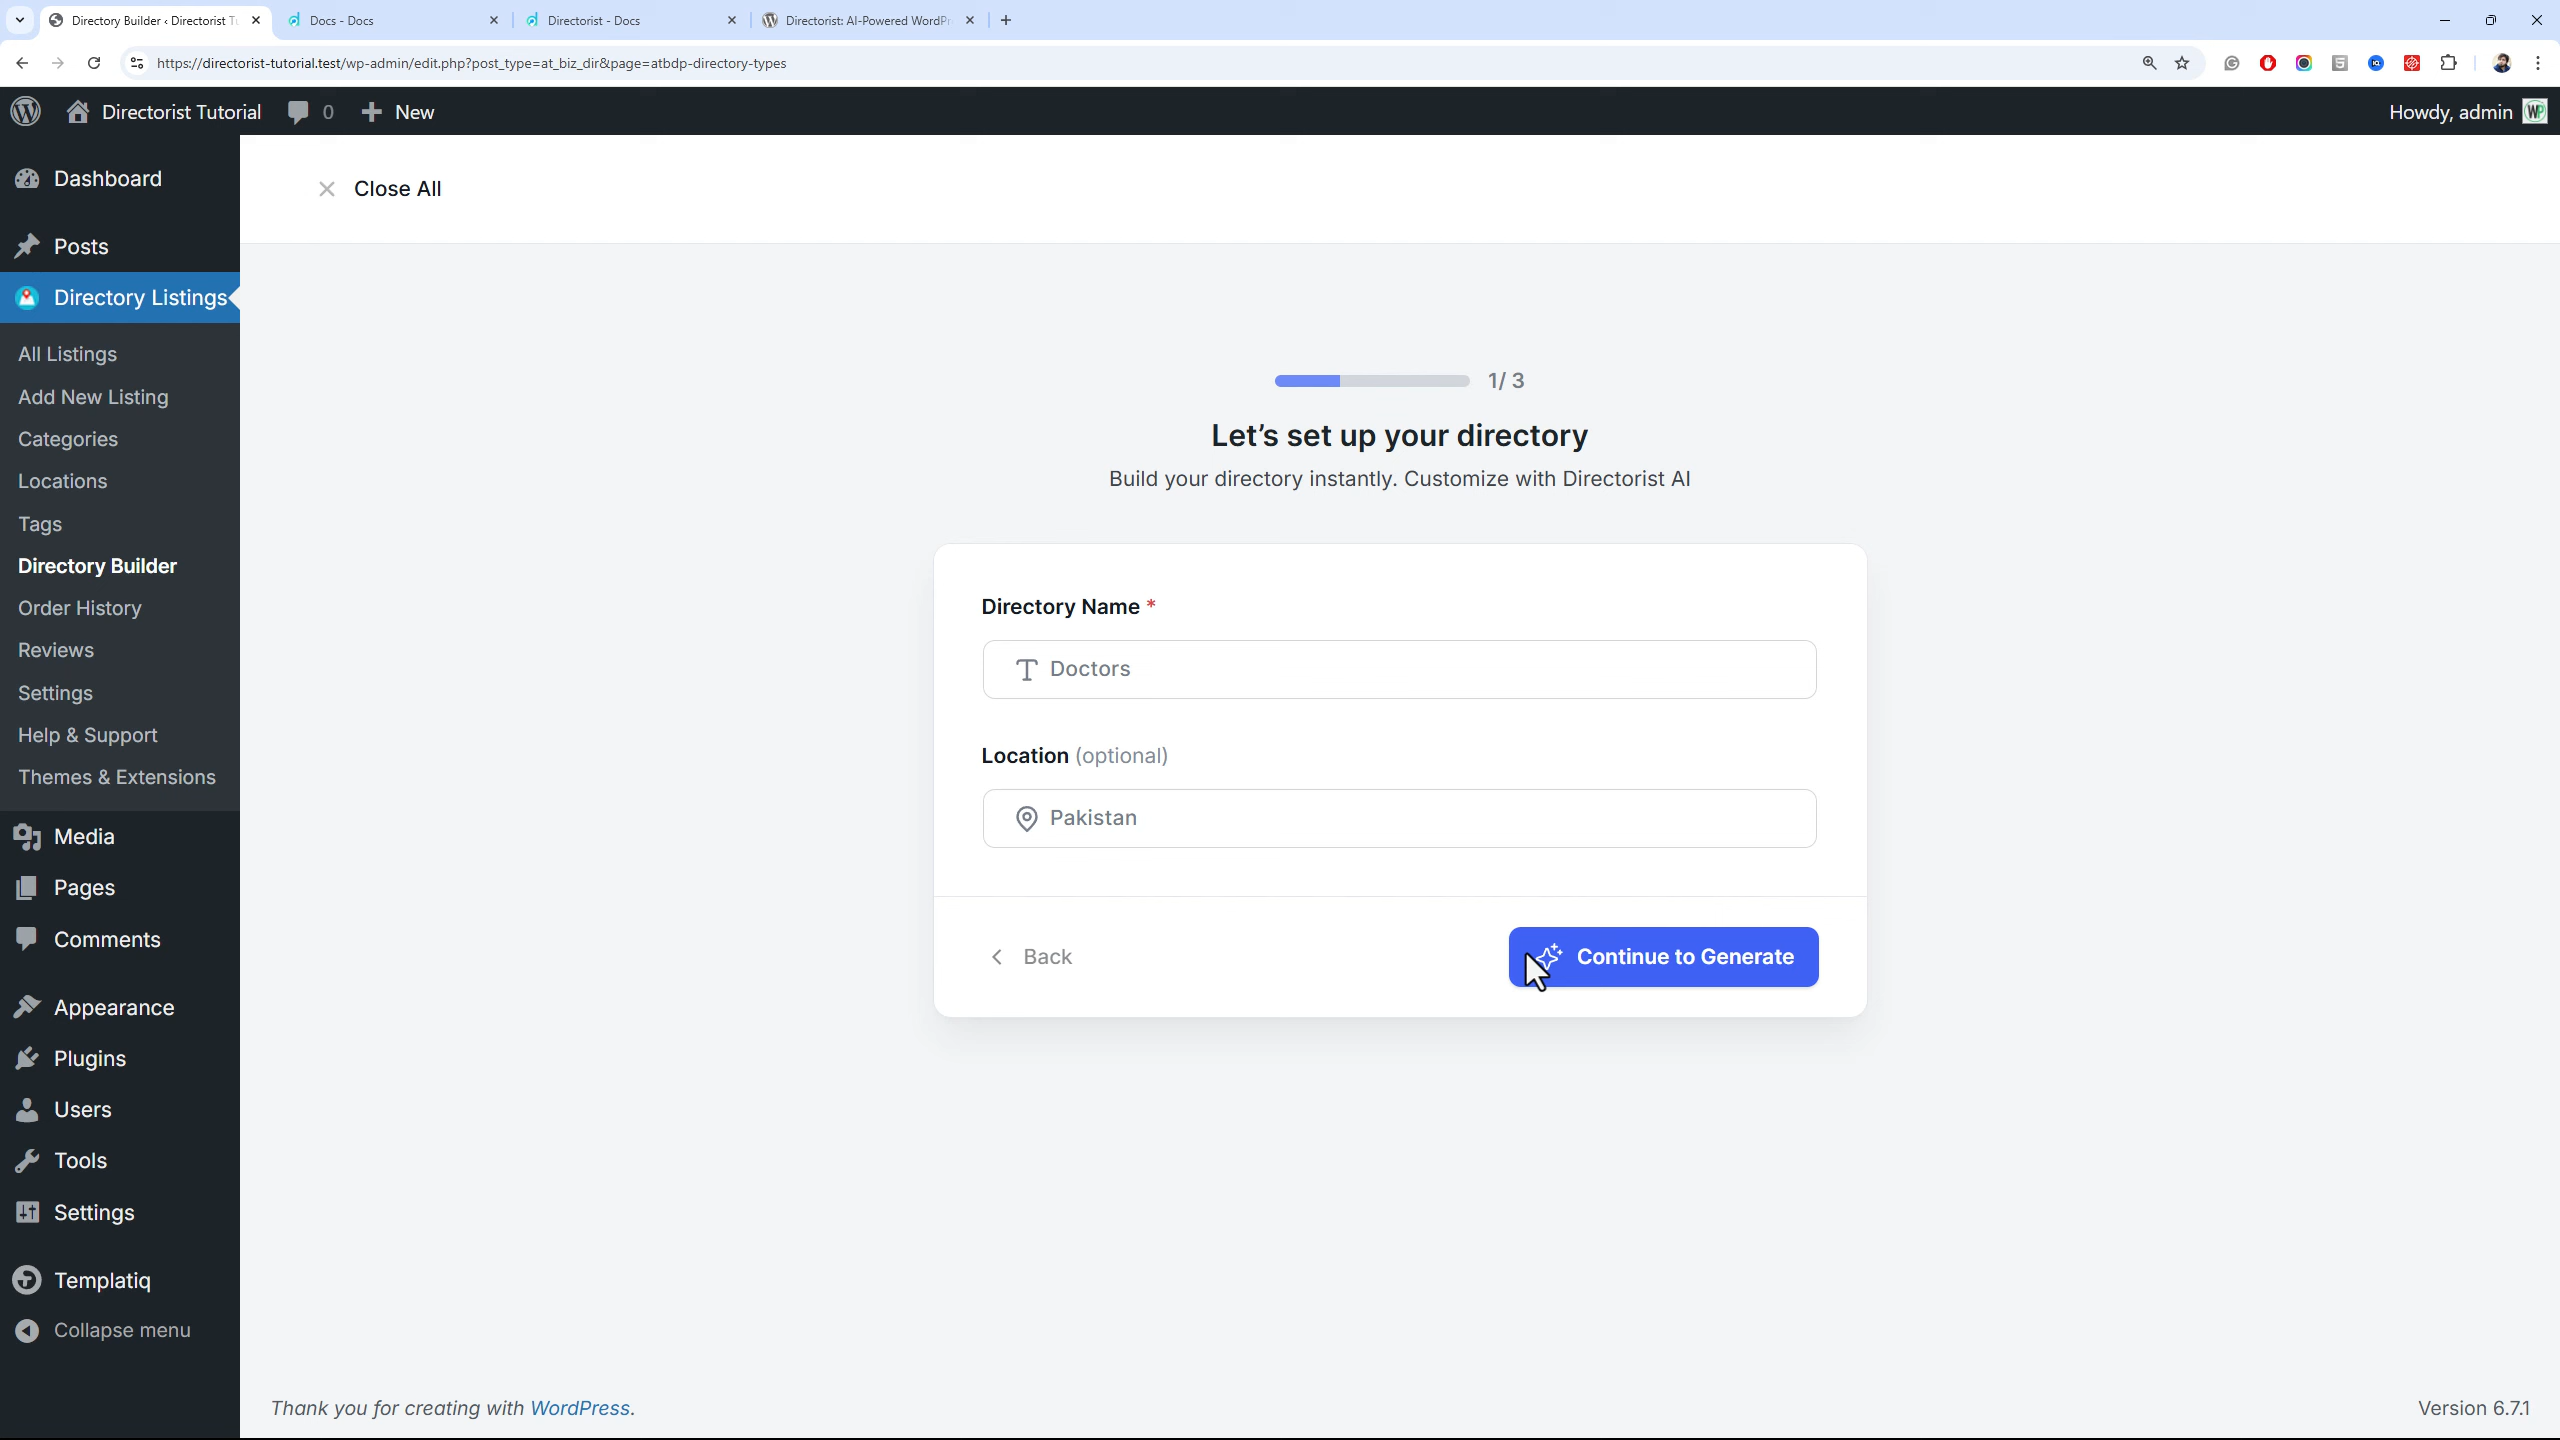 Directory Builder ‹ Directorist Tu
Docs - Docs
Directorist - Docs
Directorist: AI-Powered WordPr
https://directorist-tutorial.test/wp-admin/edit.php?post_type=at_biz_dir&page=atbdp-directory-types
Directorist Tutorial
0
New
Howdy, admin
Dashboard
Posts
Directory Listings
All Listings
Add New Listing
Categories
Locations
Tags
Directory Builder
Order History
Reviews
Settings
Help & Support
Themes & Extensions
Media
Pages
Comments
Appearance
Plugins
Users
Tools
Settings
Templatiq
Collapse menu
Close All
1/ 3
Let’s set up your directory
Build your directory instantly. Customize with Directorist AI
Directory Name *
Doctors
Location (optional)
Pakistan
Back
Continue to Generate
Thank you for creating with WordPress.
Version 6.7.1